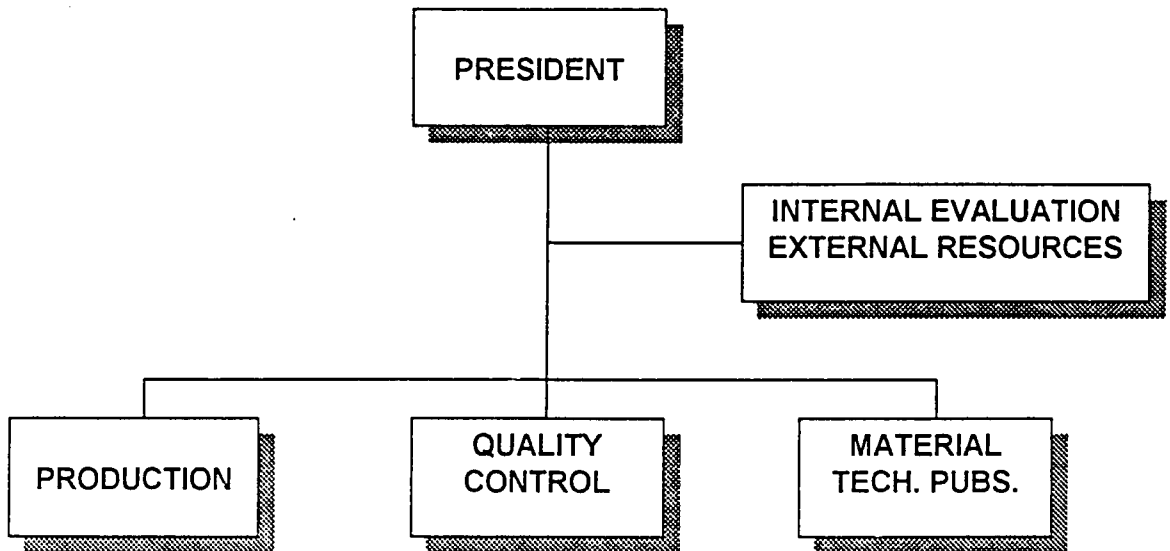 PRESIDENT
INTERNAL EVALUATION
EXTERNAL RESOURCES
PRODUCTION
QUALITY
CONTROL
MATERIAL
TECH. PUBS.